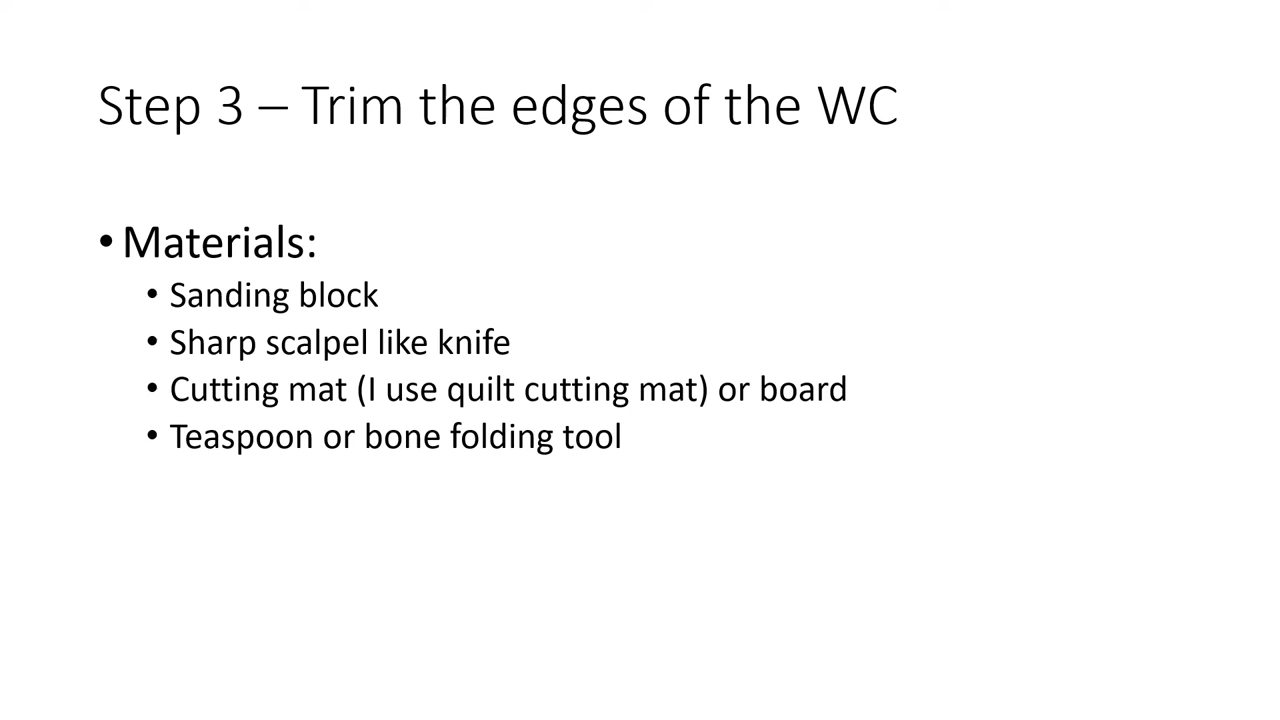 Step 3 – Trim the edges of the WC
• Materials:
• Sanding block
• Sharp scalpel like knife
• Cutting mat (I use quilt cutting mat) or board
• Teaspoon or bone folding tool